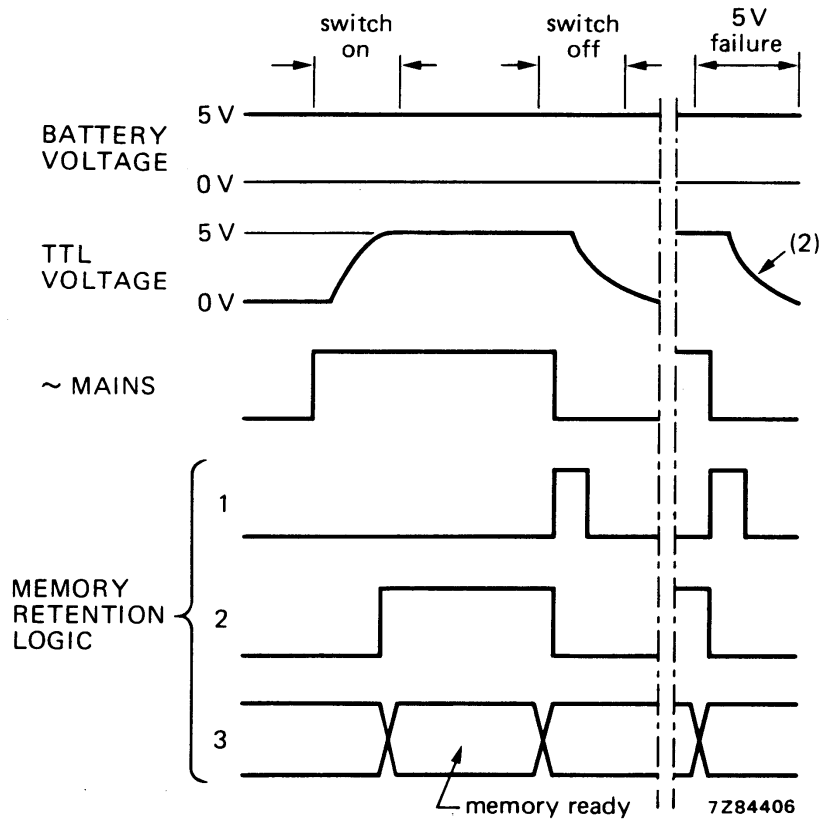 switch
on
switch
off
5 V
failure
BATTERY
VOLTAGE
5 V
0 V
TTL
VOLTAGE
5 V
0 V
(2)
~ MAINS
MEMORY
RETENTION
LOGIC
1
2
3
memory ready
7Z84406